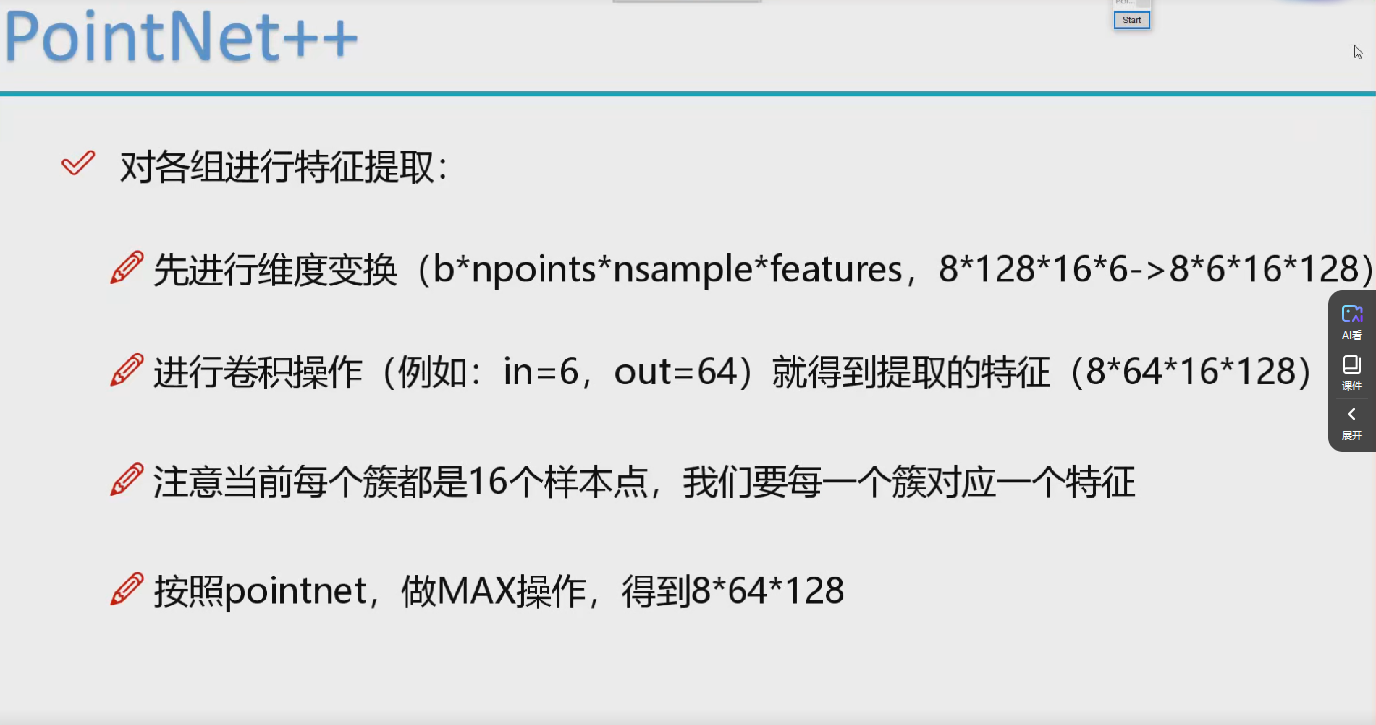 Start
PointNet++
对各组进行特征提取：
先进行维度变换（b*npoints*nsample*features，8*128*16*6->8*6*16*128）
进行卷积操作（例如：in=6，out=64）就得到提取的特征（8*64*16*128）
注意当前每个簇都是16个样本点，我们要每一个簇对应一个特征
按照pointnet，做MAX操作，得到8*64*128
AI看
课件
展开